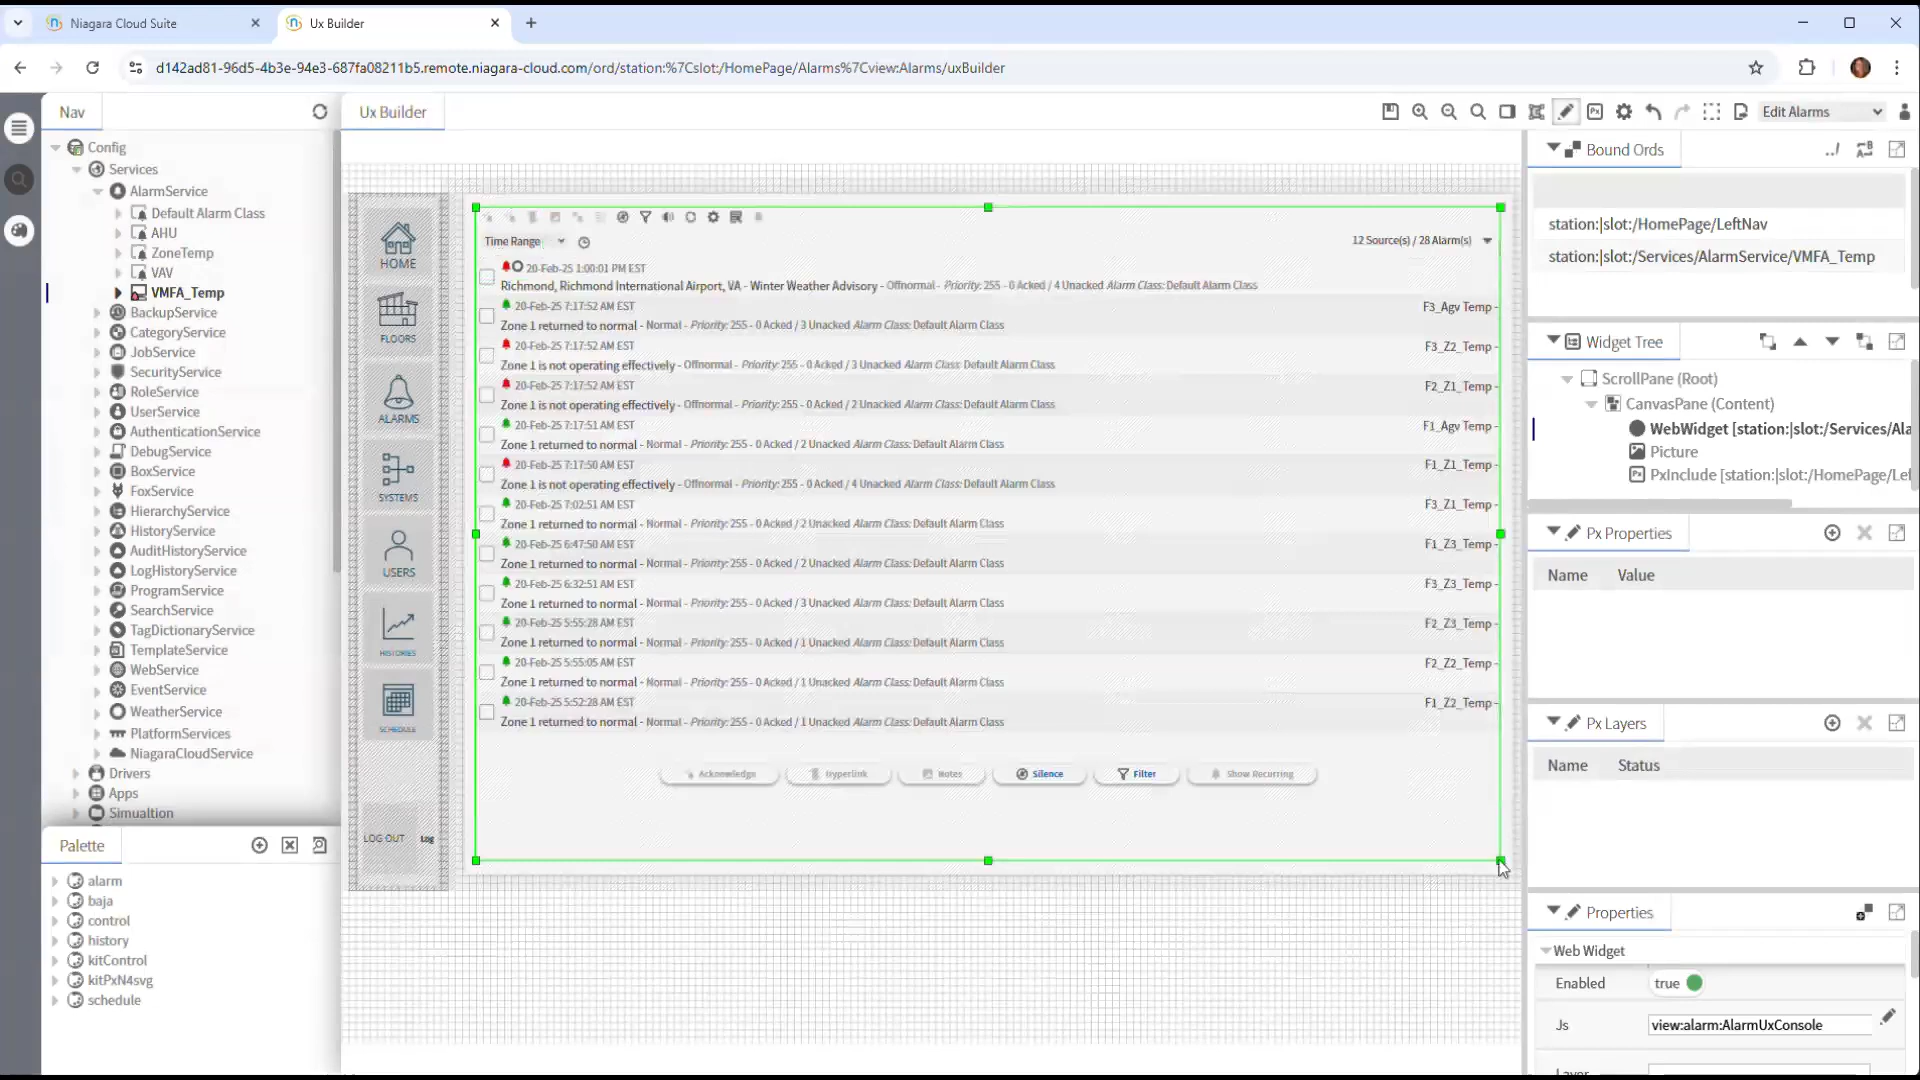 Niagara Cloud Suite
Ux Builder
d142ad81-96d5-4b3e-94e3-687fa08211b5.remote.niagara-cloud.com/ord/station:%7Cslot:/HomePage/Alarms%7Cview:Alarms/uxBuilder
Nav
Ux Builder
Edit Alarms
Config
Services
AlarmService
Default Alarm Class
AHU
ZoneTemp
VAV
VMFA_Temp
BackupService
CategoryService
JobService
SecurityService
RoleService
UserService
AuthenticationService
DebugService
BoxService
FoxService
HierarchyService
HistoryService
AuditHistoryService
LogHistoryService
ProgramService
SearchService
TagDictionaryService
TemplateService
WebService
EventService
WeatherService
PlatformServices
NiagaraCloudService
Drivers
Apps
Simualtion
Palette
alarm
baja
control
history
kitControl
kitPxN4svg
schedule
HOME
FLOORS
ALARMS
SYSTEMS
USERS
HISTORIES
SCHEDULE
LOG OUT Log
Time Range
12 Source(s) / 28 Alarm(s)
20-Feb-25 1:00:01 PM EST
Richmond, Richmond International Airport, VA - Winter Weather Advisory - Offnormal - Priority: 255 - 0 Acked / 4 Unacked Alarm Class: Default Alarm Class
20-Feb-25 7:17:52 AM EST F3_Agv Temp -
Zone 1 returned to normal - Normal - Priority: 255 - 0 Acked / 3 Unacked Alarm Class: Default Alarm Class
20-Feb-25 7:17:52 AM EST F3_Z2_Temp -
Zone 1 is not operating effectively - Offnormal - Priority: 255 - 0 Acked / 3 Unacked Alarm Class: Default Alarm Class
20-Feb-25 7:17:52 AM EST F2_Z1_Temp -
Zone 1 is not operating effectively - Offnormal - Priority: 255 - 0 Acked / 2 Unacked Alarm Class: Default Alarm Class
20-Feb-25 7:17:51 AM EST F1_Agv Temp -
Zone 1 returned to normal - Normal - Priority: 255 - 0 Acked / 2 Unacked Alarm Class: Default Alarm Class
20-Feb-25 7:17:50 AM EST F1_Z1_Temp -
Zone 1 is not operating effectively - Offnormal - Priority: 255 - 0 Acked / 4 Unacked Alarm Class: Default Alarm Class
20-Feb-25 7:02:51 AM EST F3_Z1_Temp -
Zone 1 returned to normal - Normal - Priority: 255 - 0 Acked / 2 Unacked Alarm Class: Default Alarm Class
20-Feb-25 6:47:50 AM EST F1_Z3_Temp -
Zone 1 returned to normal - Normal - Priority: 255 - 0 Acked / 2 Unacked Alarm Class: Default Alarm Class
20-Feb-25 6:32:51 AM EST F3_Z3_Temp -
Zone 1 returned to normal - Normal - Priority: 255 - 0 Acked / 3 Unacked Alarm Class: Default Alarm Class
20-Feb-25 5:55:28 AM EST F2_Z3_Temp -
Zone 1 returned to normal - Normal - Priority: 255 - 0 Acked / 1 Unacked Alarm Class: Default Alarm Class
20-Feb-25 5:55:05 AM EST F2_Z2_Temp -
Zone 1 returned to normal - Normal - Priority: 255 - 0 Acked / 1 Unacked Alarm Class: Default Alarm Class
20-Feb-25 5:52:28 AM EST F1_Z2_Temp -
Zone 1 returned to normal - Normal - Priority: 255 - 0 Acked / 1 Unacked Alarm Class: Default Alarm Class
Acknowledge Hyperlink Notes Silence Filter Show Recurring
Bound Ords
station:|slot:/HomePage/LeftNav
station:|slot:/Services/AlarmService/VMFA_Temp
Widget Tree
ScrollPane (Root)
CanvasPane (Content)
WebWidget [station:|slot:/Services/Ala
Picture
PxInclude [station:|slot:/HomePage/Lef
Px Properties
Name Value
Px Layers
Name Status
Properties
Web Widget
Enabled true
Js view:alarm:AlarmUxConsole
Layer